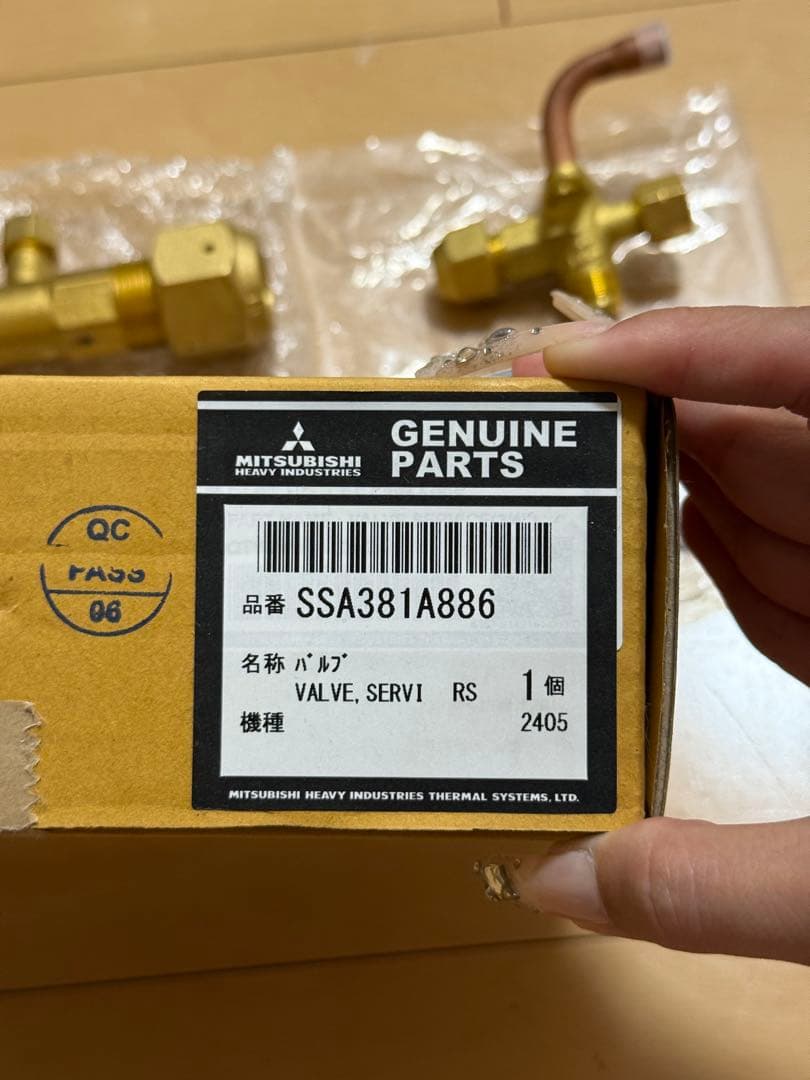 MITSUBISHI
HEAVY INDUSTRIES
GENUINE
PARTS
QC
PASS
06
品番 SSA381A886
名称 バルブ
VALVE,SERVI RS 1個
機種 2405
MITSUBISHI HEAVY INDUSTRIES THERMAL SYSTEMS, LTD.